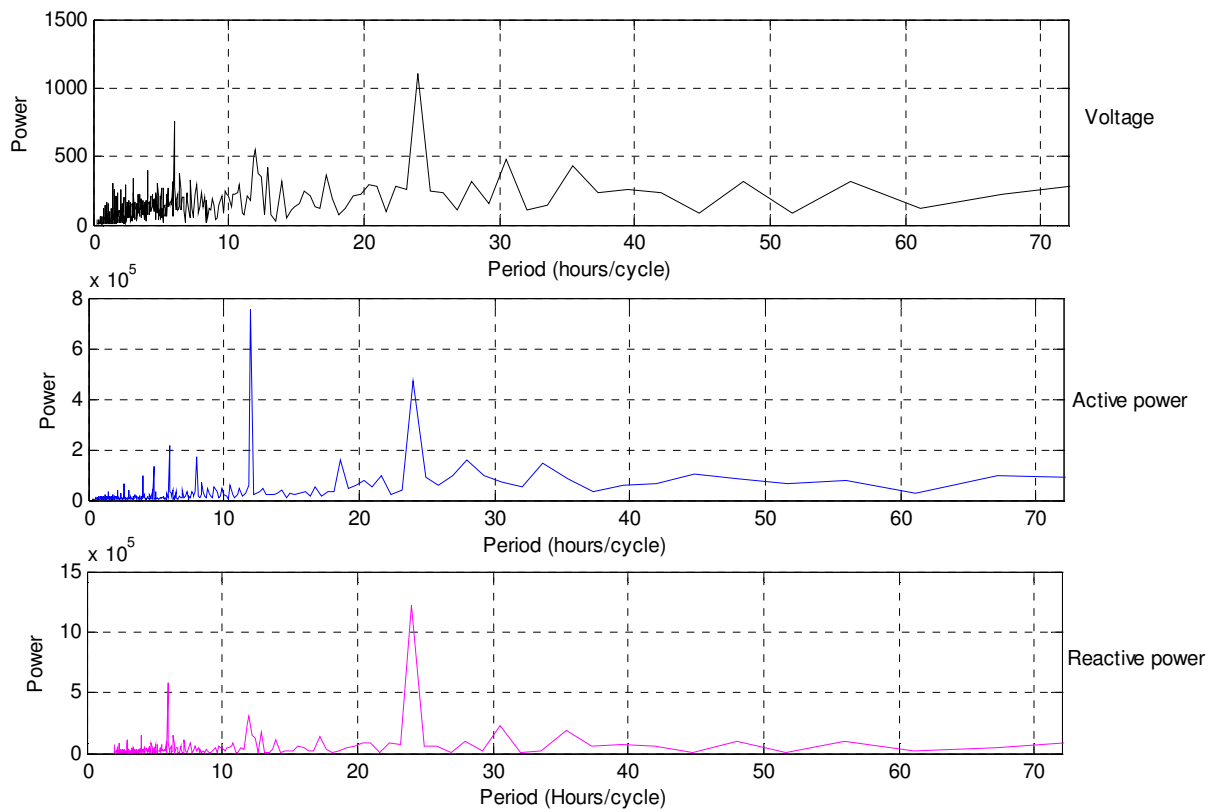 1500
1000
500
0
Power
Voltage
0 10 20 30 40 50 60 70
Period (hours/cycle)
x 10^5
8
6
4
2
0
Power
Active power
0 10 20 30 40 50 60 70
Period (hours/cycle)
x 10^5
15
10
5
0
Power
Reactive power
0 10 20 30 40 50 60 70
Period (Hours/cycle)